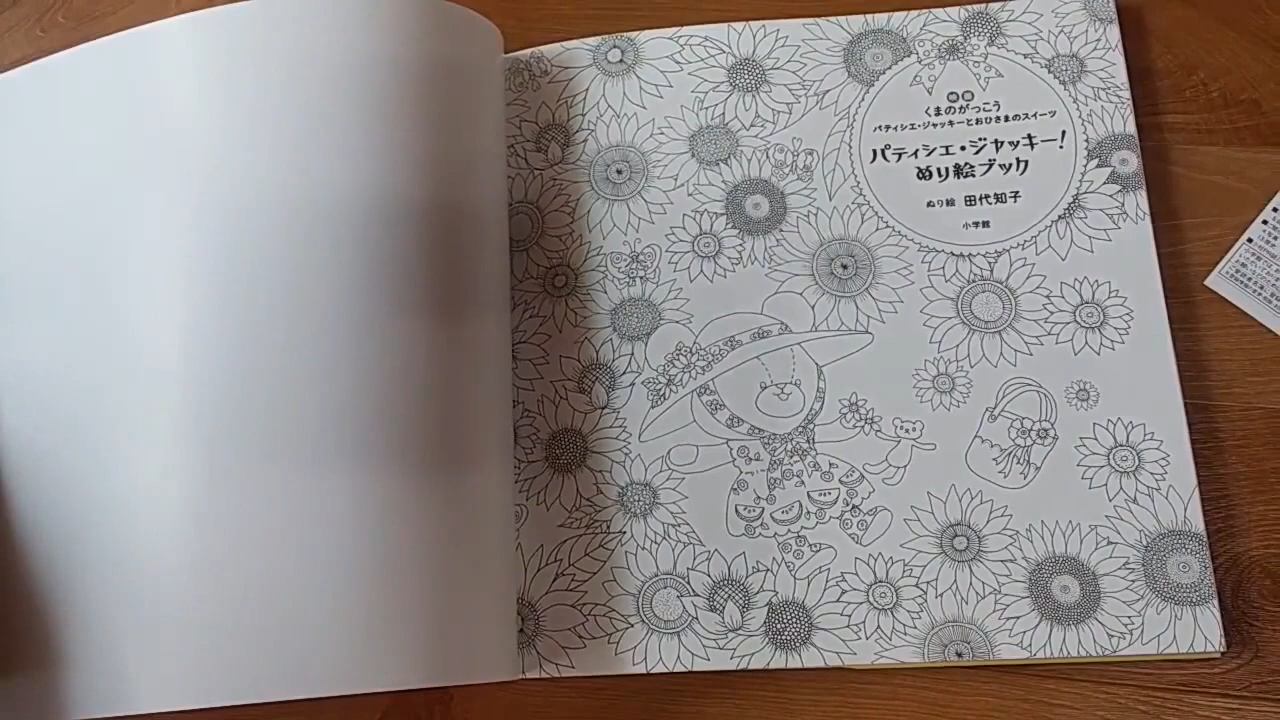 映画
くまのがっこう
パティシエ・ジャッキーとおひさまのスイーツ
パティシエ・ジャッキー!
ぬり絵ブック
ぬり絵 田代知子
小学館